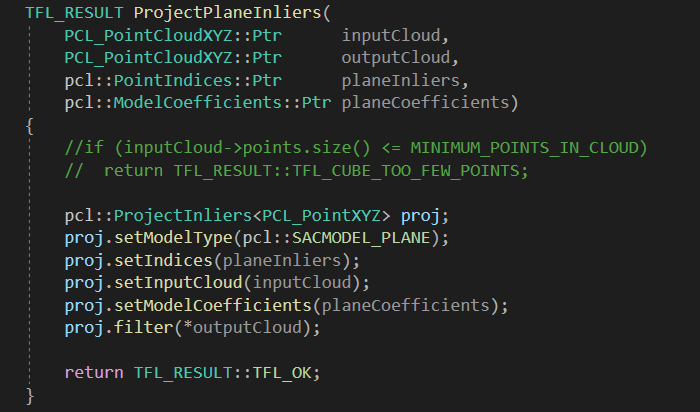 TFL_RESULT ProjectPlaneInliers(
    PCL_PointCloudXYZ::Ptr      inputCloud,
    PCL_PointCloudXYZ::Ptr      outputCloud,
    pcl::PointIndices::Ptr      planeInliers,
    pcl::ModelCoefficients::Ptr planeCoefficients)
{
    //if (inputCloud->points.size() <= MINIMUM_POINTS_IN_CLOUD)
    //  return TFL_RESULT::TFL_CUBE_TOO_FEW_POINTS;

    pcl::ProjectInliers<PCL_PointXYZ> proj;
    proj.setModelType(pcl::SACMODEL_PLANE);
    proj.setIndices(planeInliers);
    proj.setInputCloud(inputCloud);
    proj.setModelCoefficients(planeCoefficients);
    proj.filter(*outputCloud);

    return TFL_RESULT::TFL_OK;
}